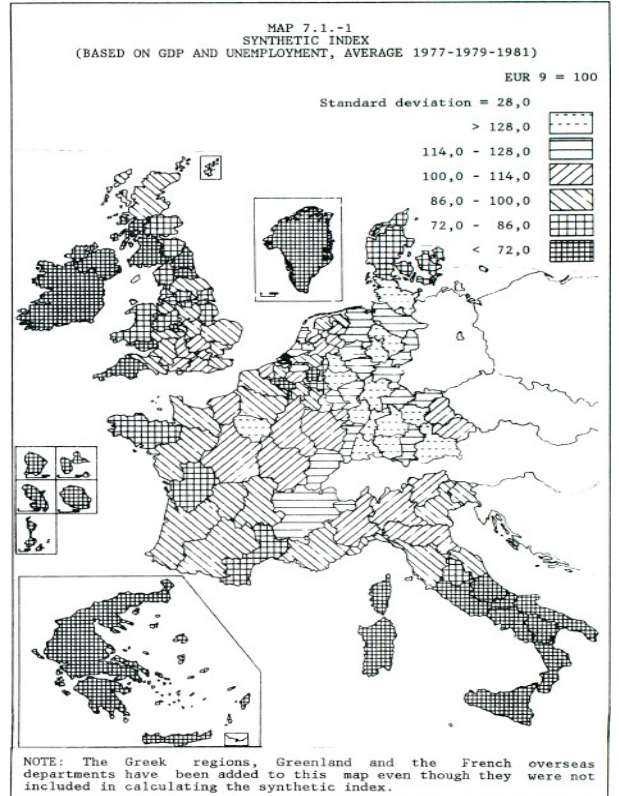 MAP 7.1.-1
SYNTHETIC INDEX
(BASED ON GDP AND UNEMPLOYMENT, AVERAGE 1977-1979-1981)
EUR 9 = 100
Standard deviation = 28,0
> 128,0
114,0 - 128,0
100,0 - 114,0
86,0 - 100,0
72,0 - 86,0
< 72,0
NOTE: The Greek regions, Greenland and the French overseas
departments have been added to this map even though they were not
included in calculating the synthetic index.